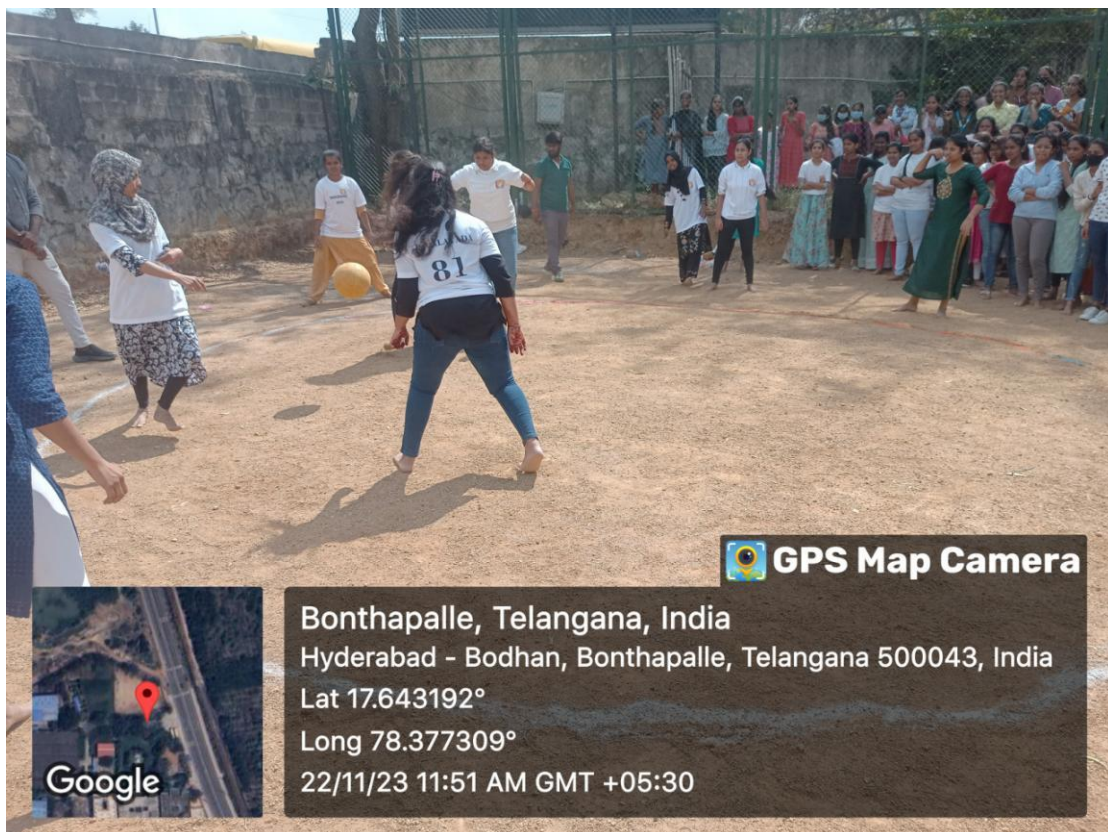 81
GPS Map Camera
Bonthapalle, Telangana, India
Hyderabad - Bodhan, Bonthapalle, Telangana 500043, India
Lat 17.643192°
Long 78.377309°
22/11/23 11:51 AM GMT +05:30
Google